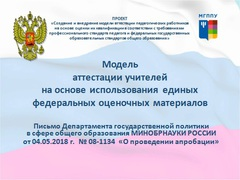 ПРОЕКТ
«Создание и внедрение модели аттестации педагогических работников
на основе оценки их квалификации в соответствии с требованиями
профессионального стандарта педагога и федеральных государственных
образовательных стандартов общего образования»
МГППУ
Модель
аттестации учителей
на основе использования единых
федеральных оценочных материалов
Письмо Департамента государственной политики
в сфере общего образования МИНОБРНАУКИ РОССИИ
от 04.05.2018 г. № 08-1134 «О проведении апробации»